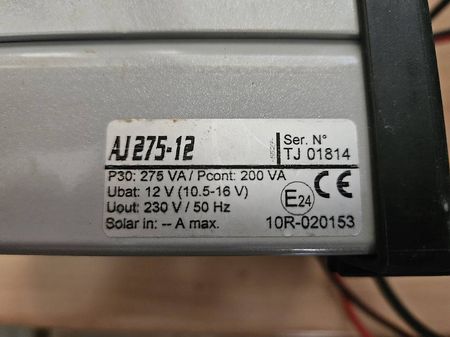 AJ 275-12
Ser. N°
TJ 01814
P30: 275 VA / Pcont: 200 VA
Ubat: 12 V (10.5-16 V)
Uout: 230 V / 50 Hz
Solar in: -- A max.
E24
CE
10R-020153